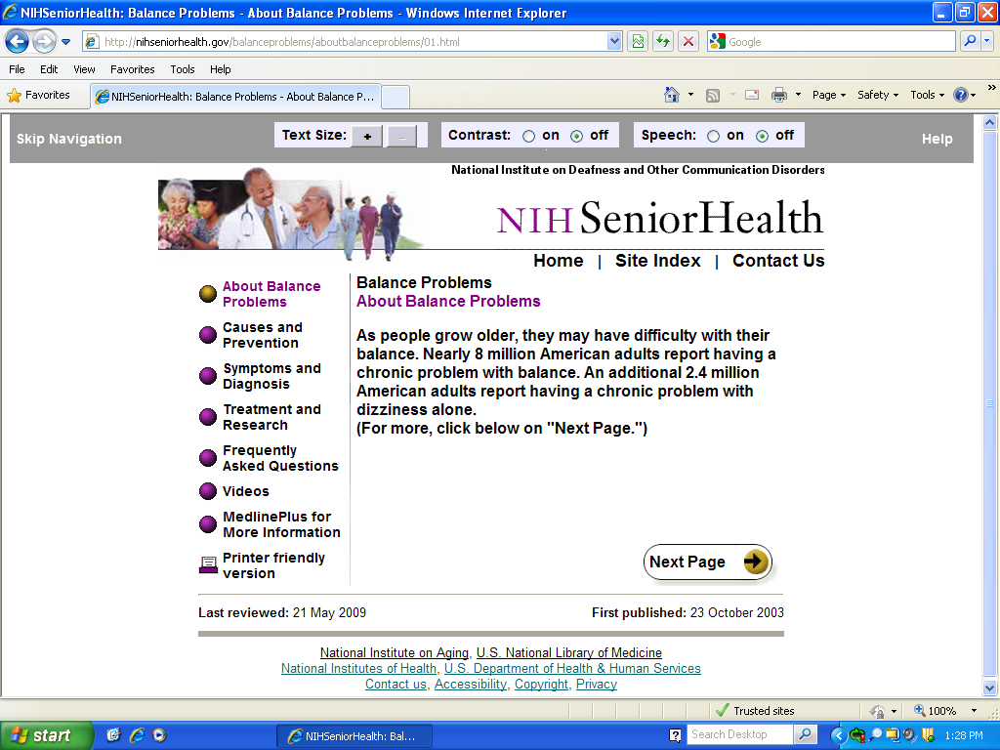 NIHSeniorHealth: Balance Problems - About Balance Problems - Windows Internet Explorer
http://nihseniorhealth.gov/balanceproblems/aboutbalanceproblems/01.html
Google
File Edit View Favorites Tools Help
Favorites
NIHSeniorHealth: Balance Problems - About Balance P...
Page Safety Tools
Skip Navigation
Text Size: + -
Contrast: on off
Speech: on off
Help
National Institute on Deafness and Other Communication Disorders
NIH SeniorHealth
Home | Site Index | Contact Us
About Balance
Problems
Causes and
Prevention
Symptoms and
Diagnosis
Treatment and
Research
Frequently
Asked Questions
Videos
MedlinePlus for
More Information
Printer friendly
version
Balance Problems
About Balance Problems
As people grow older, they may have difficulty with their
balance. Nearly 8 million American adults report having a
chronic problem with balance. An additional 2.4 million
American adults report having a chronic problem with
dizziness alone.
(For more, click below on "Next Page.")
Next Page
Last reviewed: 21 May 2009
First published: 23 October 2003
National Institute on Aging, U.S. National Library of Medicine
National Institutes of Health, U.S. Department of Health & Human Services
Contact us, Accessibility, Copyright, Privacy
Trusted sites
100%
start
NIHSeniorHealth: Bal...
Search Desktop
1:28 PM